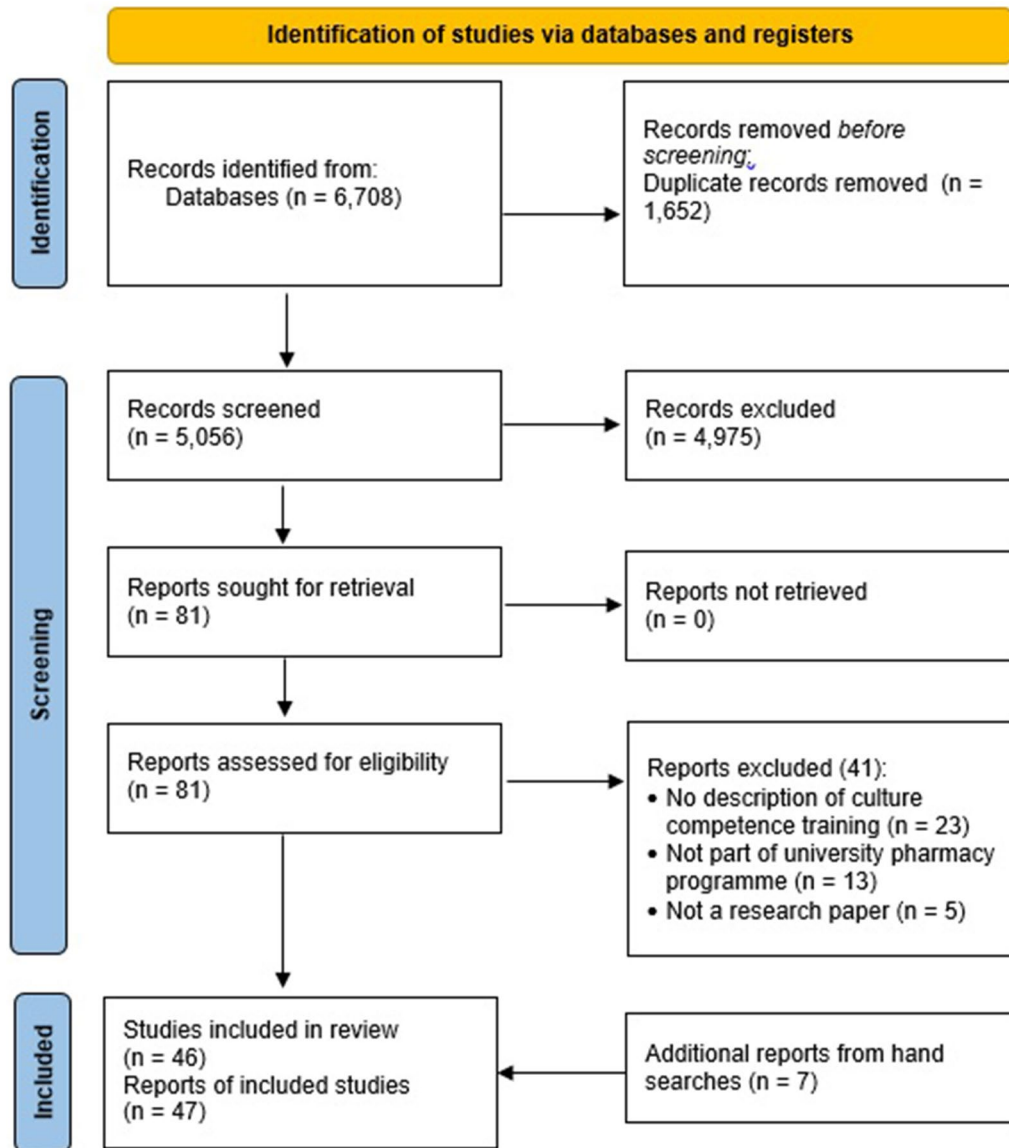 Identification of studies via databases and registers
Identification
Records identified from:
Databases (n = 6,708)
Records removed before
screening:
Duplicate records removed (n =
1,652)
Screening
Records screened
(n = 5,056)
Records excluded
(n = 4,975)
Reports sought for retrieval
(n = 81)
Reports not retrieved
(n = 0)
Reports assessed for eligibility
(n = 81)
Reports excluded (41):
• No description of culture
competence training (n = 23)
• Not part of university pharmacy
programme (n = 13)
• Not a research paper (n = 5)
Included
Studies included in review
(n = 46)
Reports of included studies
(n = 47)
Additional reports from hand
searches (n = 7)